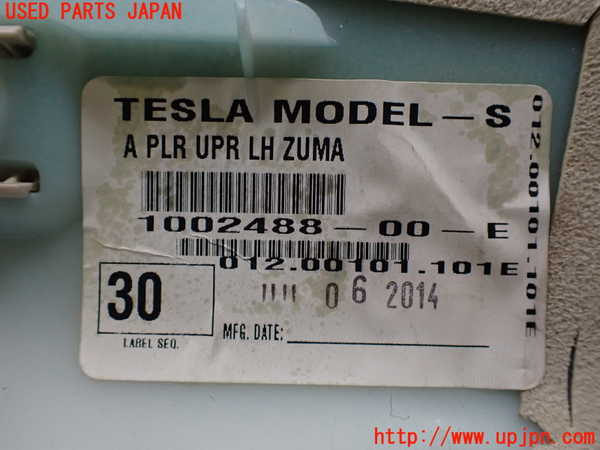 USED PARTS JAPAN
TESLA MODEL-S
A PLR UPR LH ZUMA
1002488-00-E
012.00101.101E
30
06 2014
LABEL SEQ.
MFG. DATE:
012.00101.101E
http://www.upjpn.com/